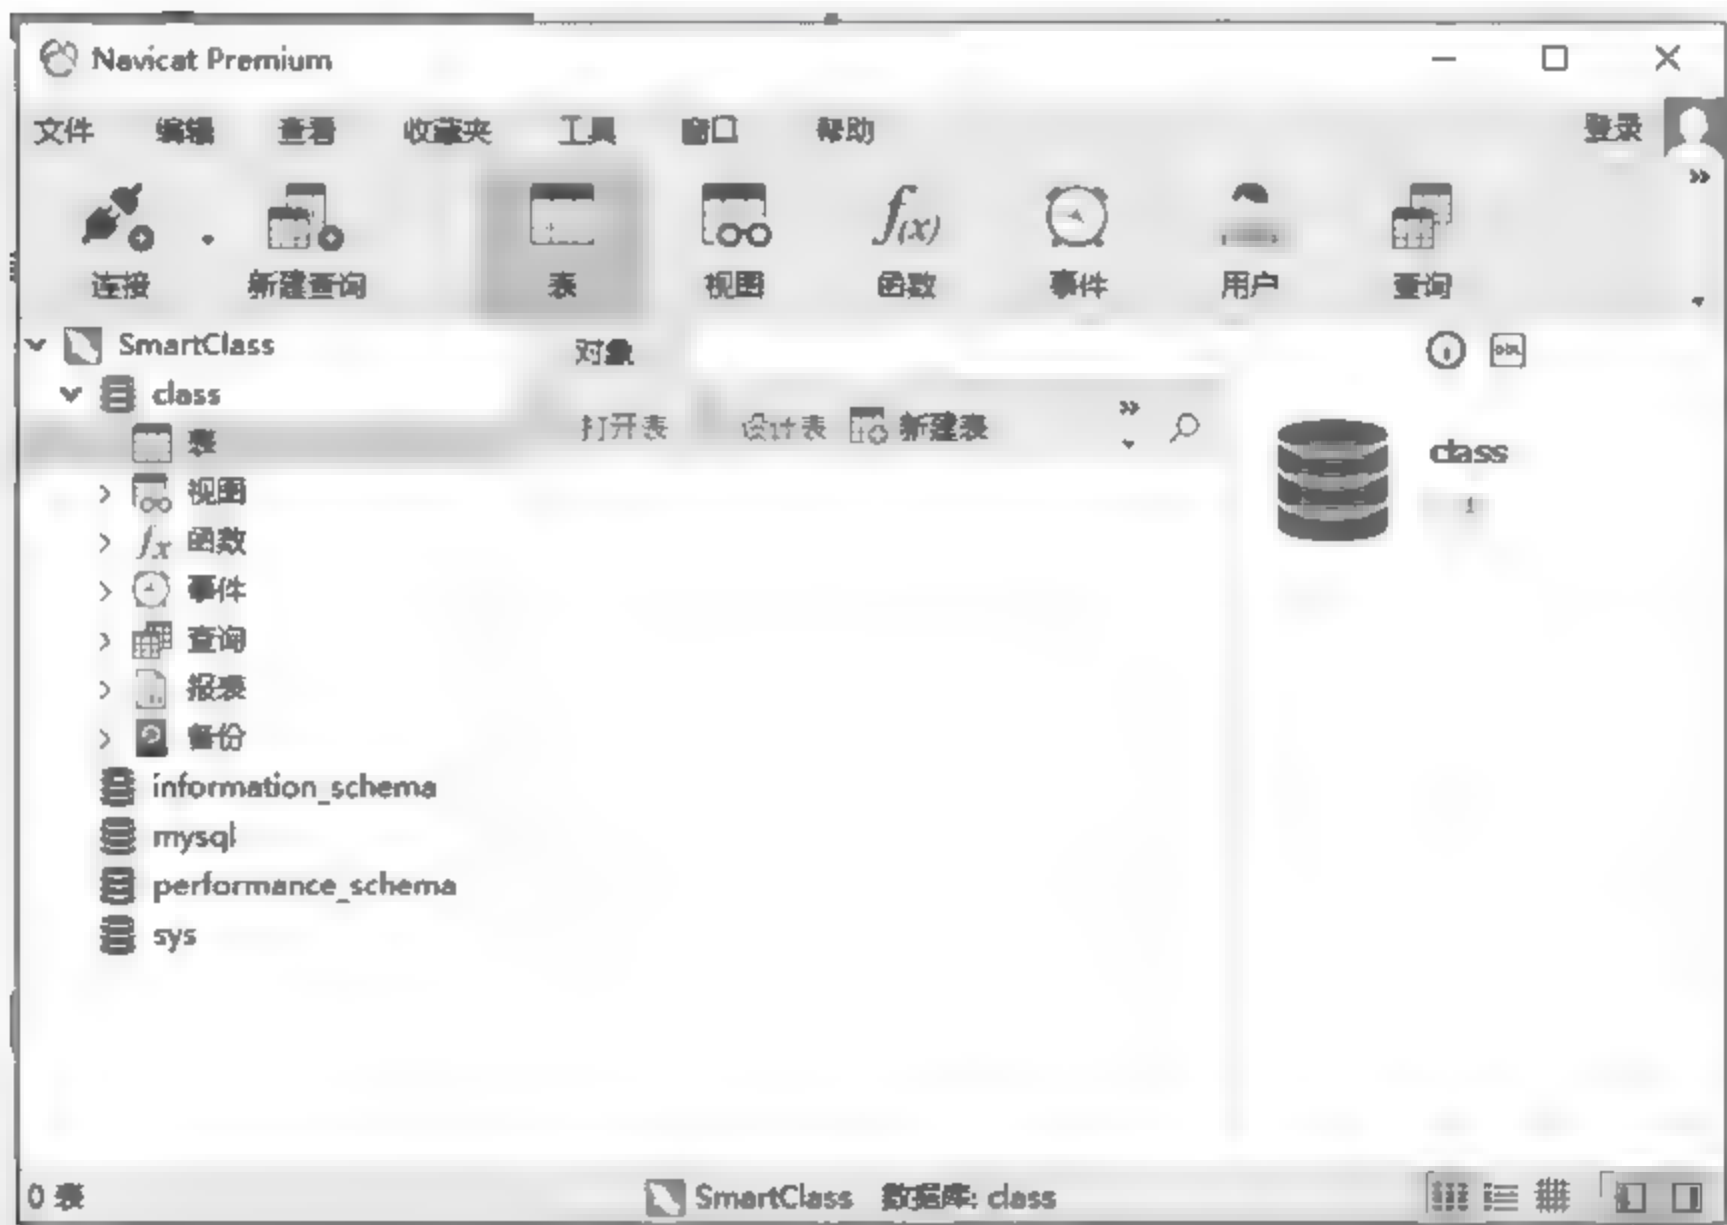 Navicat Premium
文件 编辑 查看 收藏夹 工具 窗口 帮助 登录
连接 新建查询 表 视图 函数 事件 用户 查询
SmartClass
对象
class
打开表 设计表 新建表
表
class
视图
函数
事件
查询
报表
备份
information_schema
mysql
performance_schema
sys
0 表 SmartClass 数据库: class